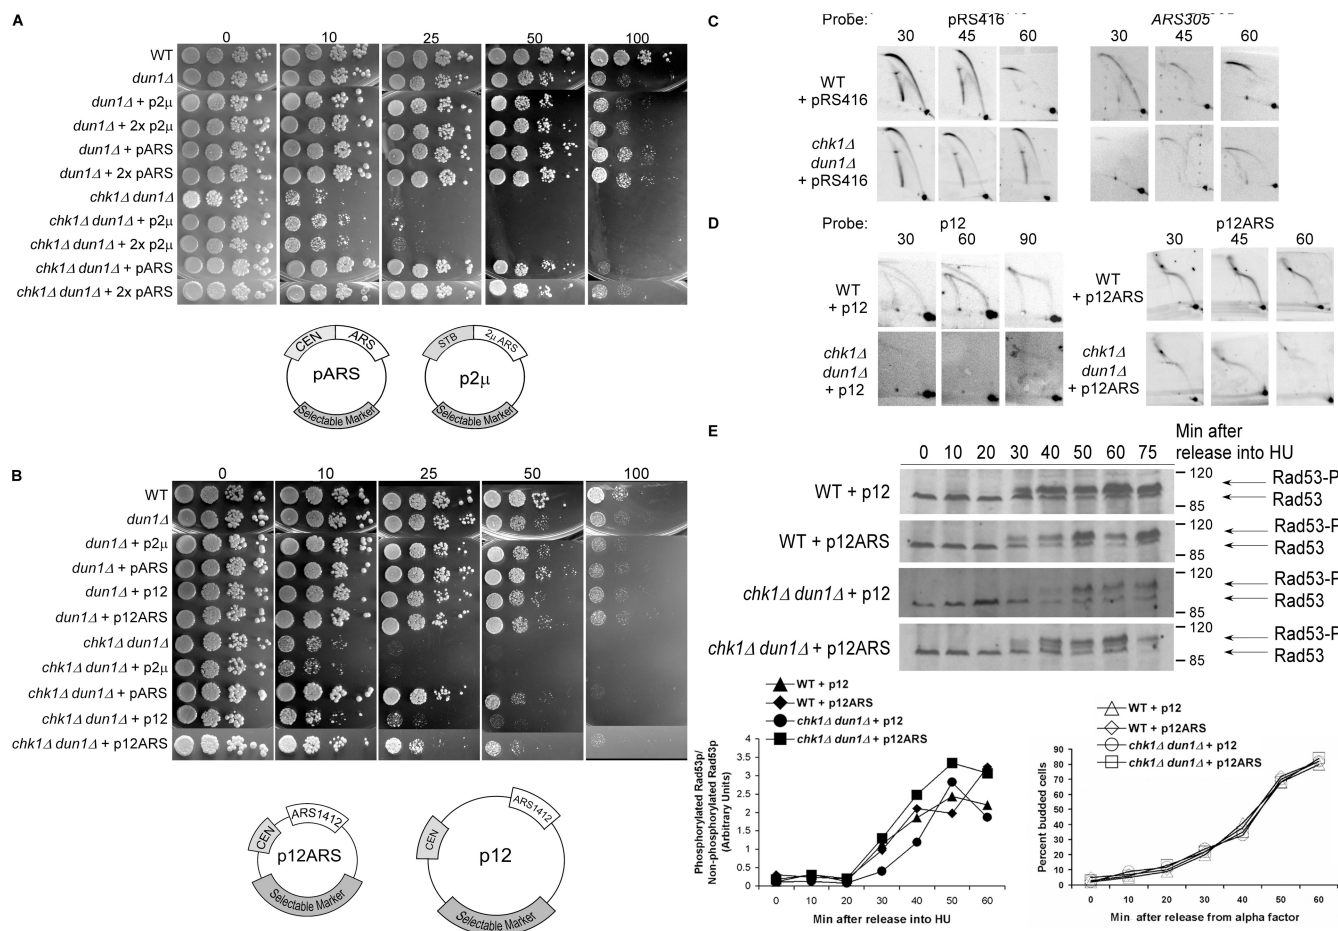 A
0 10 25 50 100
WT
dun1Δ
dun1Δ + p2μ
dun1Δ + 2x p2μ
dun1Δ + pARS
dun1Δ + 2x pARS
chk1Δ dun1Δ
chk1Δ dun1Δ + p2μ
chk1Δ dun1Δ + 2x p2μ
chk1Δ dun1Δ + pARS
chk1Δ dun1Δ + 2x pARS
CEN ARS
pARS
Selectable Marker
STB 2μ ARS
p2μ
Selectable Marker
B
0 10 25 50 100
WT
dun1Δ
dun1Δ + p2μ
dun1Δ + pARS
dun1Δ + p12
dun1Δ + p12ARS
chk1Δ dun1Δ
chk1Δ dun1Δ + p2μ
chk1Δ dun1Δ + pARS
chk1Δ dun1Δ + p12
chk1Δ dun1Δ + p12ARS
CEN ARS1412
p12ARS
Selectable Marker
CEN ARS1412
p12
Selectable Marker
C
Probe: pRS416 ARS305
30 45 60 30 45 60
WT
+ pRS416
chk1Δ
dun1Δ
+ pRS416
D
Probe: p12 p12ARS
30 60 90 30 45 60
WT
+ p12
WT
+ p12ARS
chk1Δ
dun1Δ
+ p12
chk1Δ
dun1Δ
+ p12ARS
E
0 10 20 30 40 50 60 75
Min after
release into HU
WT + p12
120
85
Rad53-P
Rad53
WT + p12ARS
120
85
Rad53-P
Rad53
chk1Δ dun1Δ + p12
120
85
Rad53-P
Rad53
chk1Δ dun1Δ + p12ARS
120
85
Rad53-P
Rad53
WT + p12
WT + p12ARS
chk1Δ dun1Δ + p12
chk1Δ dun1Δ + p12ARS
Phosphorylated Rad53p/
Non-phosphorylated Rad53p
(Arbitrary Units)
4
3.5
3
2.5
2
1.5
1
0.5
0
0 10 20 30 40 50 60
Min after release into HU
WT + p12
WT + p12ARS
chk1Δ dun1Δ + p12
chk1Δ dun1Δ + p12ARS
Percent budded cells
90
80
70
60
50
40
30
20
10
0
0 10 20 30 40 50 60
Min after release from alpha factor